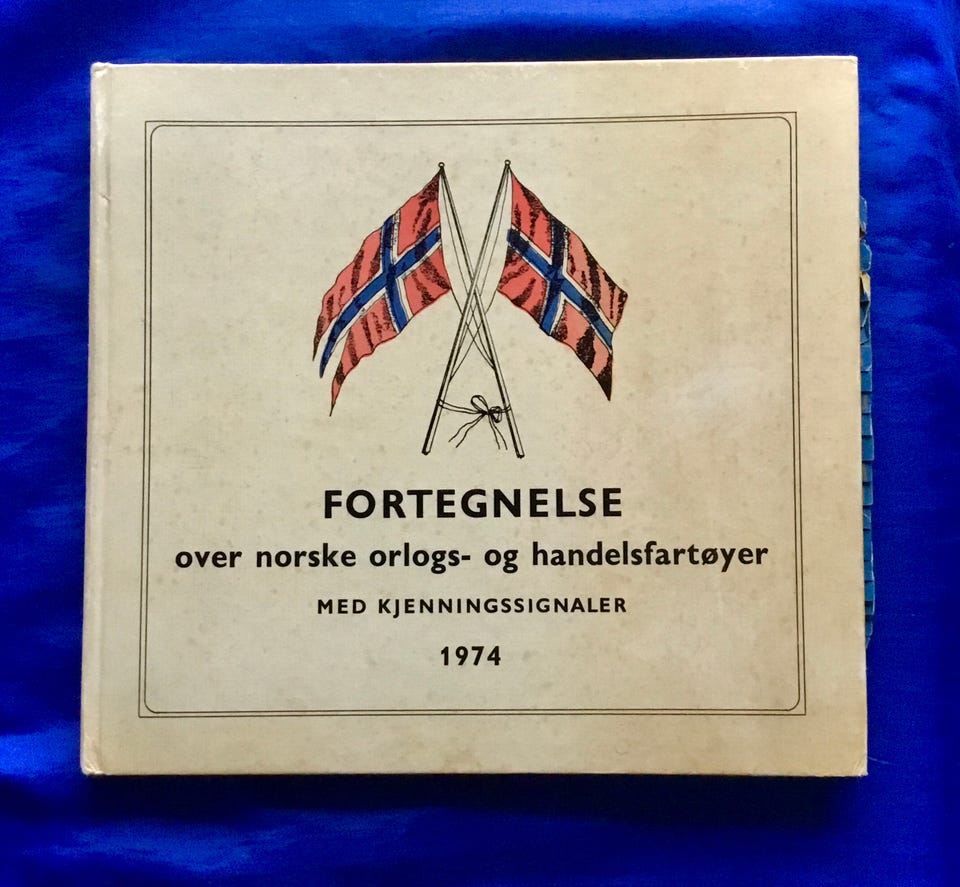 FORTEGNELSE
over norske orlogs- og handelsfartøyer
MED KJENNINGSSIGNALER
1974